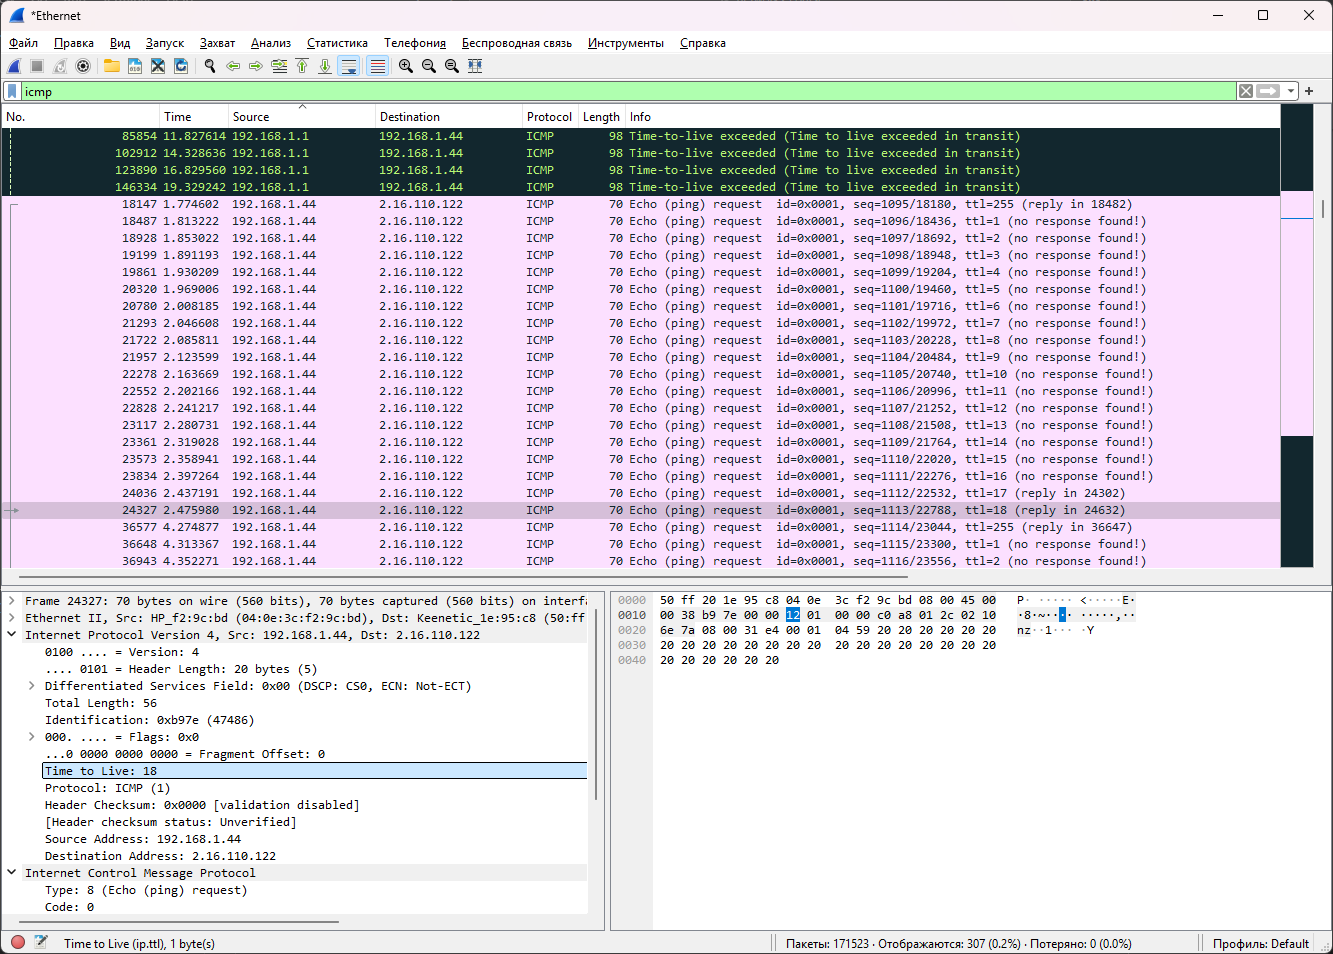 *Ethernet
Файл Правка Вид Запуск Захват Анализ Статистика Телефония Беспроводная связь Инструменты Справка
icmp
No. Time Source Destination Protocol Length Info
85854 11.827614 192.168.1.1 192.168.1.44 ICMP 98 Time-to-live exceeded (Time to live exceeded in transit)
102912 14.328636 192.168.1.1 192.168.1.44 ICMP 98 Time-to-live exceeded (Time to live exceeded in transit)
123890 16.829560 192.168.1.1 192.168.1.44 ICMP 98 Time-to-live exceeded (Time to live exceeded in transit)
146334 19.329242 192.168.1.1 192.168.1.44 ICMP 98 Time-to-live exceeded (Time to live exceeded in transit)
18147 1.774602 192.168.1.44 2.16.110.122 ICMP 70 Echo (ping) request id=0x0001, seq=1095/18180, ttl=255 (reply in 18482)
18487 1.813222 192.168.1.44 2.16.110.122 ICMP 70 Echo (ping) request id=0x0001, seq=1096/18436, ttl=1 (no response found!)
18928 1.853022 192.168.1.44 2.16.110.122 ICMP 70 Echo (ping) request id=0x0001, seq=1097/18692, ttl=2 (no response found!)
19199 1.891193 192.168.1.44 2.16.110.122 ICMP 70 Echo (ping) request id=0x0001, seq=1098/18948, ttl=3 (no response found!)
19861 1.930209 192.168.1.44 2.16.110.122 ICMP 70 Echo (ping) request id=0x0001, seq=1099/19204, ttl=4 (no response found!)
20320 1.969006 192.168.1.44 2.16.110.122 ICMP 70 Echo (ping) request id=0x0001, seq=1100/19460, ttl=5 (no response found!)
20780 2.008185 192.168.1.44 2.16.110.122 ICMP 70 Echo (ping) request id=0x0001, seq=1101/19716, ttl=6 (no response found!)
21293 2.046608 192.168.1.44 2.16.110.122 ICMP 70 Echo (ping) request id=0x0001, seq=1102/19972, ttl=7 (no response found!)
21722 2.085811 192.168.1.44 2.16.110.122 ICMP 70 Echo (ping) request id=0x0001, seq=1103/20228, ttl=8 (no response found!)
21957 2.123599 192.168.1.44 2.16.110.122 ICMP 70 Echo (ping) request id=0x0001, seq=1104/20484, ttl=9 (no response found!)
22278 2.163669 192.168.1.44 2.16.110.122 ICMP 70 Echo (ping) request id=0x0001, seq=1105/20740, ttl=10 (no response found!)
22552 2.202166 192.168.1.44 2.16.110.122 ICMP 70 Echo (ping) request id=0x0001, seq=1106/20996, ttl=11 (no response found!)
22828 2.241217 192.168.1.44 2.16.110.122 ICMP 70 Echo (ping) request id=0x0001, seq=1107/21252, ttl=12 (no response found!)
23117 2.280731 192.168.1.44 2.16.110.122 ICMP 70 Echo (ping) request id=0x0001, seq=1108/21508, ttl=13 (no response found!)
23361 2.319028 192.168.1.44 2.16.110.122 ICMP 70 Echo (ping) request id=0x0001, seq=1109/21764, ttl=14 (no response found!)
23573 2.358941 192.168.1.44 2.16.110.122 ICMP 70 Echo (ping) request id=0x0001, seq=1110/22020, ttl=15 (no response found!)
23834 2.397264 192.168.1.44 2.16.110.122 ICMP 70 Echo (ping) request id=0x0001, seq=1111/22276, ttl=16 (no response found!)
24036 2.437191 192.168.1.44 2.16.110.122 ICMP 70 Echo (ping) request id=0x0001, seq=1112/22532, ttl=17 (reply in 24302)
24327 2.475980 192.168.1.44 2.16.110.122 ICMP 70 Echo (ping) request id=0x0001, seq=1113/22788, ttl=18 (reply in 24632)
36577 4.274877 192.168.1.44 2.16.110.122 ICMP 70 Echo (ping) request id=0x0001, seq=1114/23044, ttl=255 (reply in 36647)
36648 4.313367 192.168.1.44 2.16.110.122 ICMP 70 Echo (ping) request id=0x0001, seq=1115/23300, ttl=1 (no response found!)
36943 4.352271 192.168.1.44 2.16.110.122 ICMP 70 Echo (ping) request id=0x0001, seq=1116/23556, ttl=2 (no response found!)
Frame 24327: 70 bytes on wire (560 bits), 70 bytes captured (560 bits) on interfa
Ethernet II, Src: HP_f2:9c:bd (04:0e:3c:f2:9c:bd), Dst: Keenetic_1e:95:c8 (50:ff
Internet Protocol Version 4, Src: 192.168.1.44, Dst: 2.16.110.122
0100 .... = Version: 4
.... 0101 = Header Length: 20 bytes (5)
Differentiated Services Field: 0x00 (DSCP: CS0, ECN: Not-ECT)
Total Length: 56
Identification: 0xb97e (47486)
000. .... = Flags: 0x0
...0 0000 0000 0000 = Fragment Offset: 0
Time to Live: 18
Protocol: ICMP (1)
Header Checksum: 0x0000 [validation disabled]
[Header checksum status: Unverified]
Source Address: 192.168.1.44
Destination Address: 2.16.110.122
Internet Control Message Protocol
Type: 8 (Echo (ping) request)
Code: 0
0000 50 ff 20 1e 95 c8 04 0e 3c f2 9c bd 08 00 45 00 P· ····· <·····E·
0010 00 38 b9 7e 00 00 12 01 00 00 c0 a8 01 2c 02 10 ·8·~···· ·····,··
0020 6e 7a 08 00 31 e4 00 01 04 59 20 20 20 20 20 20 nz··1··· ·Y
0030 20 20 20 20 20 20 20 20 20 20 20 20 20 20 20 20
0040 20 20 20 20 20 20
Time to Live (ip.ttl), 1 byte(s)
Пакеты: 171523 · Отображаются: 307 (0.2%) · Потеряно: 0 (0.0%)
Профиль: Default